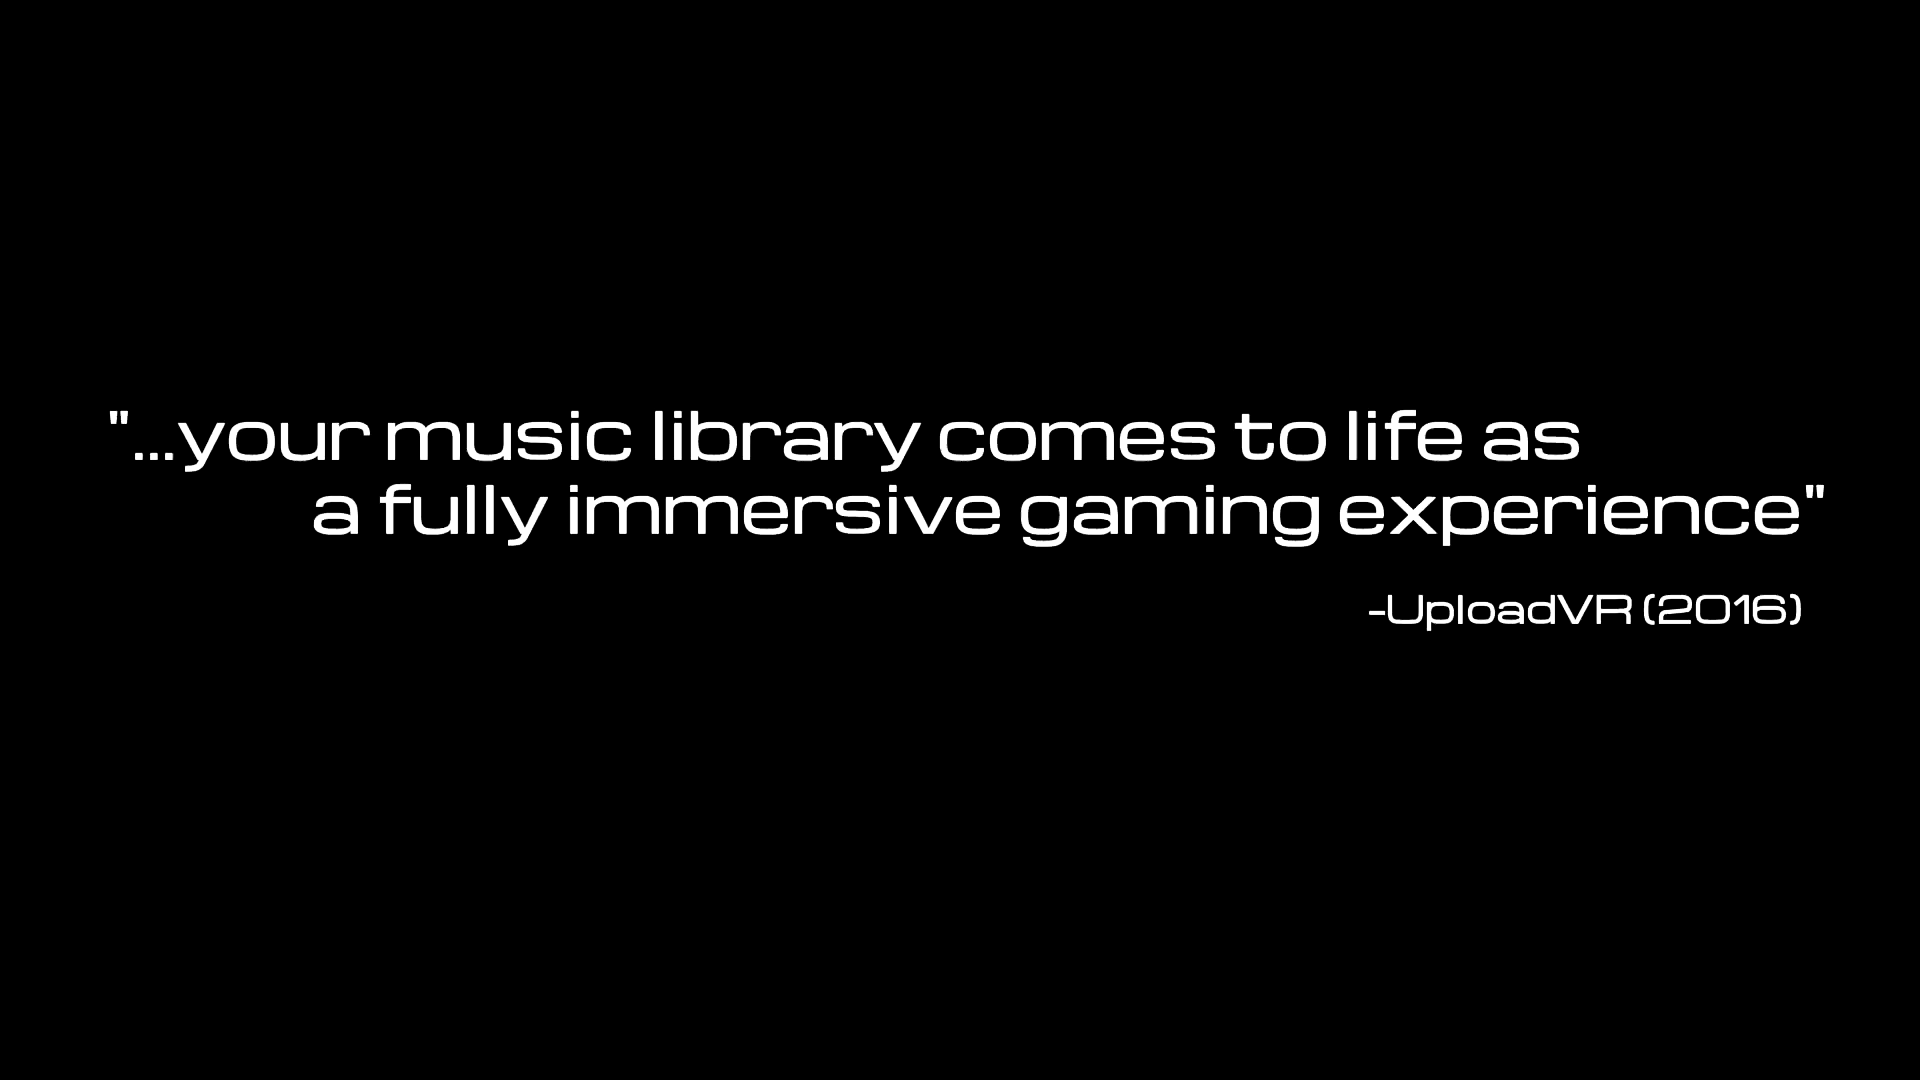 "...your music library comes to life as
a fully immersive gaming experience"
-UploadVR (2016)